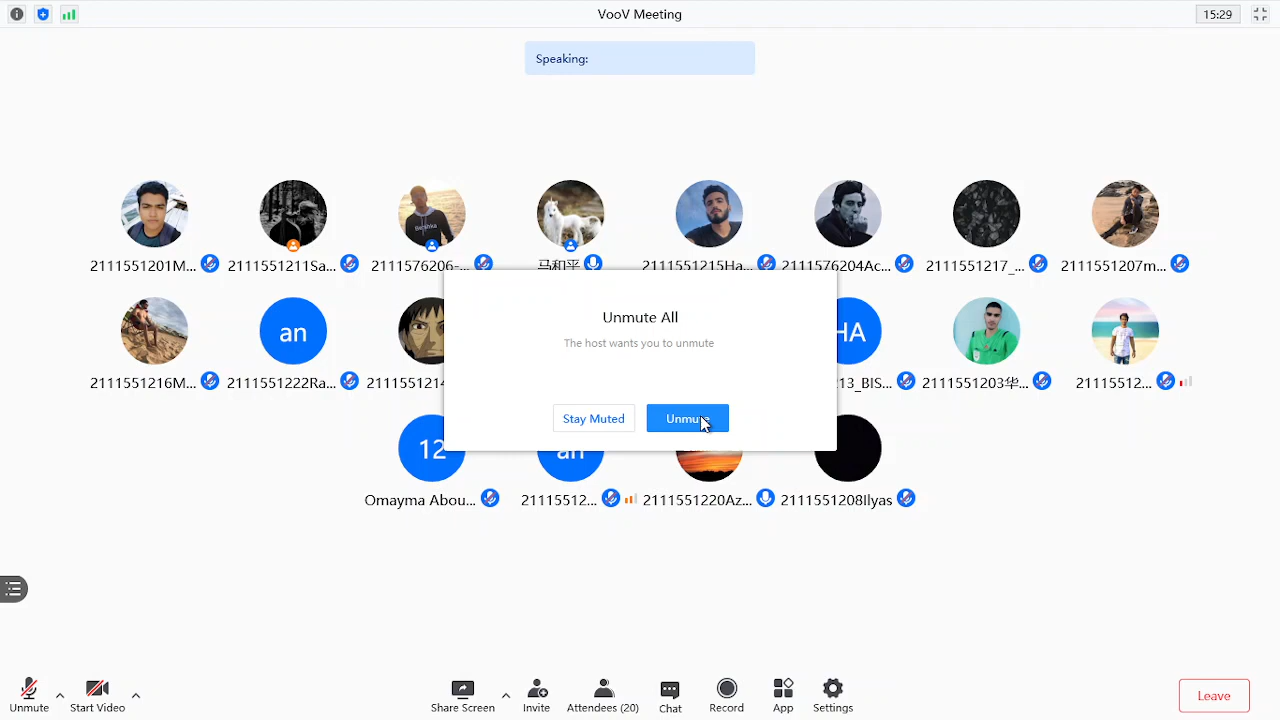 VooV Meeting
15:29
Speaking:
2111551201M...
2111551211Sa...
2111576206-...
马和平
2111551215Ha...
2111576204Ac...
2111551217_...
2111551207m...
Unmute All
The host wants you to unmute
an
HA
2111551216M...
2111551222Ra...
2111551214
13_BIS...
2111551203华...
21115512...
Stay Muted
Unmute
12
an
Omayma Abou...
21115512...
2111551220Az...
2111551208Ilyas
Unmute
Start Video
Share Screen
Invite
Attendees (20)
Chat
Record
App
Settings
Leave